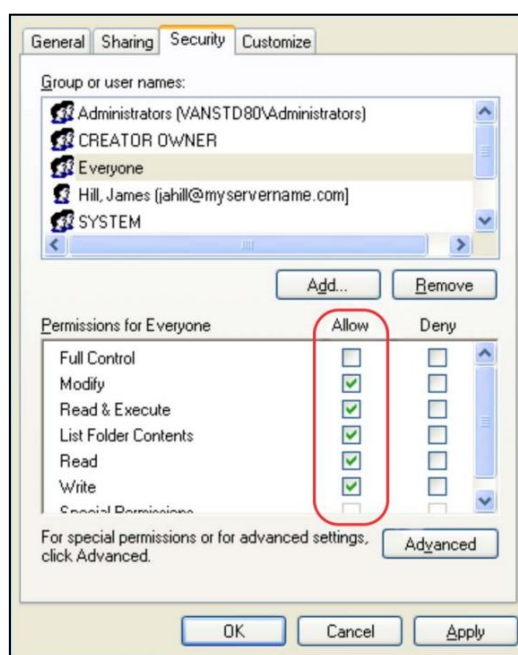 General Sharing Security Customize
Group or user names:
Administrators (VANSTD80\Administrators)
CREATOR OWNER
Everyone
Hill, James (jahill@myservername.com]
SYSTEM
Add... Remove
Permissions for Everyone Allow Deny
Full Control
Modify
Read & Execute
List Folder Contents
Read
Write
Special Permissions
For special permissions or for advanced settings,
click Advanced.
Advanced
OK Cancel Apply